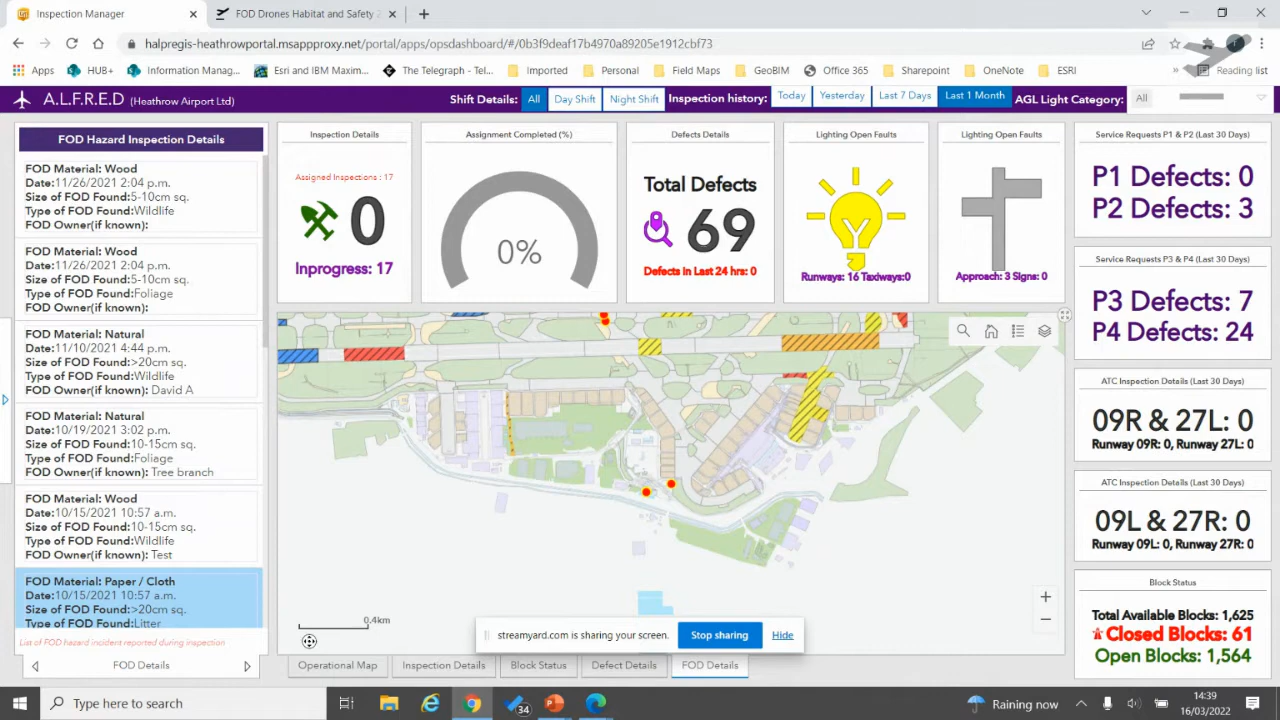 Inspection Manager
FOD Drones Habitat and Safety
halpregis-heathrowportal.msappproxy.net/portal/apps/opsdashboard/#/0b3f9deaf17b4970a89205e1912cbf73
Apps
HUB+
Information Manag...
Esri and IBM Maxim...
The Telegraph - Tel...
Imported
Personal
Field Maps
GeoBIM
Office 365
Sharepoint
OneNote
ESRI
»
Reading list
A.L.F.R.E.D (Heathrow Airport Ltd)
Shift Details:
All
Day Shift
Night Shift
Inspection history:
Today
Yesterday
Last 7 Days
Last 1 Month
AGL Light Category:
All
FOD Hazard Inspection Details
FOD Material: Wood
Date:11/26/2021 2:04 p.m.
Size of FOD Found:5-10cm sq.
Type of FOD Found:Wildlife
FOD Owner(if known):
FOD Material: Wood
Date:11/26/2021 2:04 p.m.
Size of FOD Found:5-10cm sq.
Type of FOD Found:Foliage
FOD Owner(if known):
FOD Material: Natural
Date:11/10/2021 4:44 p.m.
Size of FOD Found:>20cm sq.
Type of FOD Found:Wildlife
FOD Owner(if known): David A
FOD Material: Natural
Date:10/19/2021 3:02 p.m.
Size of FOD Found:10-15cm sq.
Type of FOD Found:Foliage
FOD Owner(if known): Tree branch
FOD Material: Wood
Date:10/15/2021 10:57 a.m.
Size of FOD Found:10-15cm sq.
Type of FOD Found:Wildlife
FOD Owner(if known): Test
FOD Material: Paper / Cloth
Date:10/15/2021 10:57 a.m.
Size of FOD Found:>20cm sq.
Type of FOD Found:Litter
List of FOD hazard incident reported during inspection
FOD Details
Inspection Details
Assigned Inspections : 17
0
Inprogress: 17
Assignment Completed (%)
0%
Defects Details
Total Defects
69
Defects in Last 24 hrs: 0
Lighting Open Faults
Runways: 16 Taxiways:0
Lighting Open Faults
Approach: 3 Signs: 0
Service Requests P1 & P2 (Last 30 Days)
P1 Defects: 0
P2 Defects: 3
Service Requests P3 & P4 (Last 30 Days)
P3 Defects: 7
P4 Defects: 24
ATC Inspection Details (Last 30 Days)
09R & 27L: 0
Runway 09R: 0, Runway 27L: 0
ATC Inspection Details (Last 30 Days)
09L & 27R: 0
Runway 09L: 0, Runway 27R: 0
Block Status
Total Available Blocks: 1,625
Closed Blocks: 61
Open Blocks: 1,564
0.4km
streamyard.com is sharing your screen.
Stop sharing
Hide
Operational Map
Inspection Details
Block Status
Defect Details
FOD Details
Type here to search
34
Raining now
14:39
16/03/2022